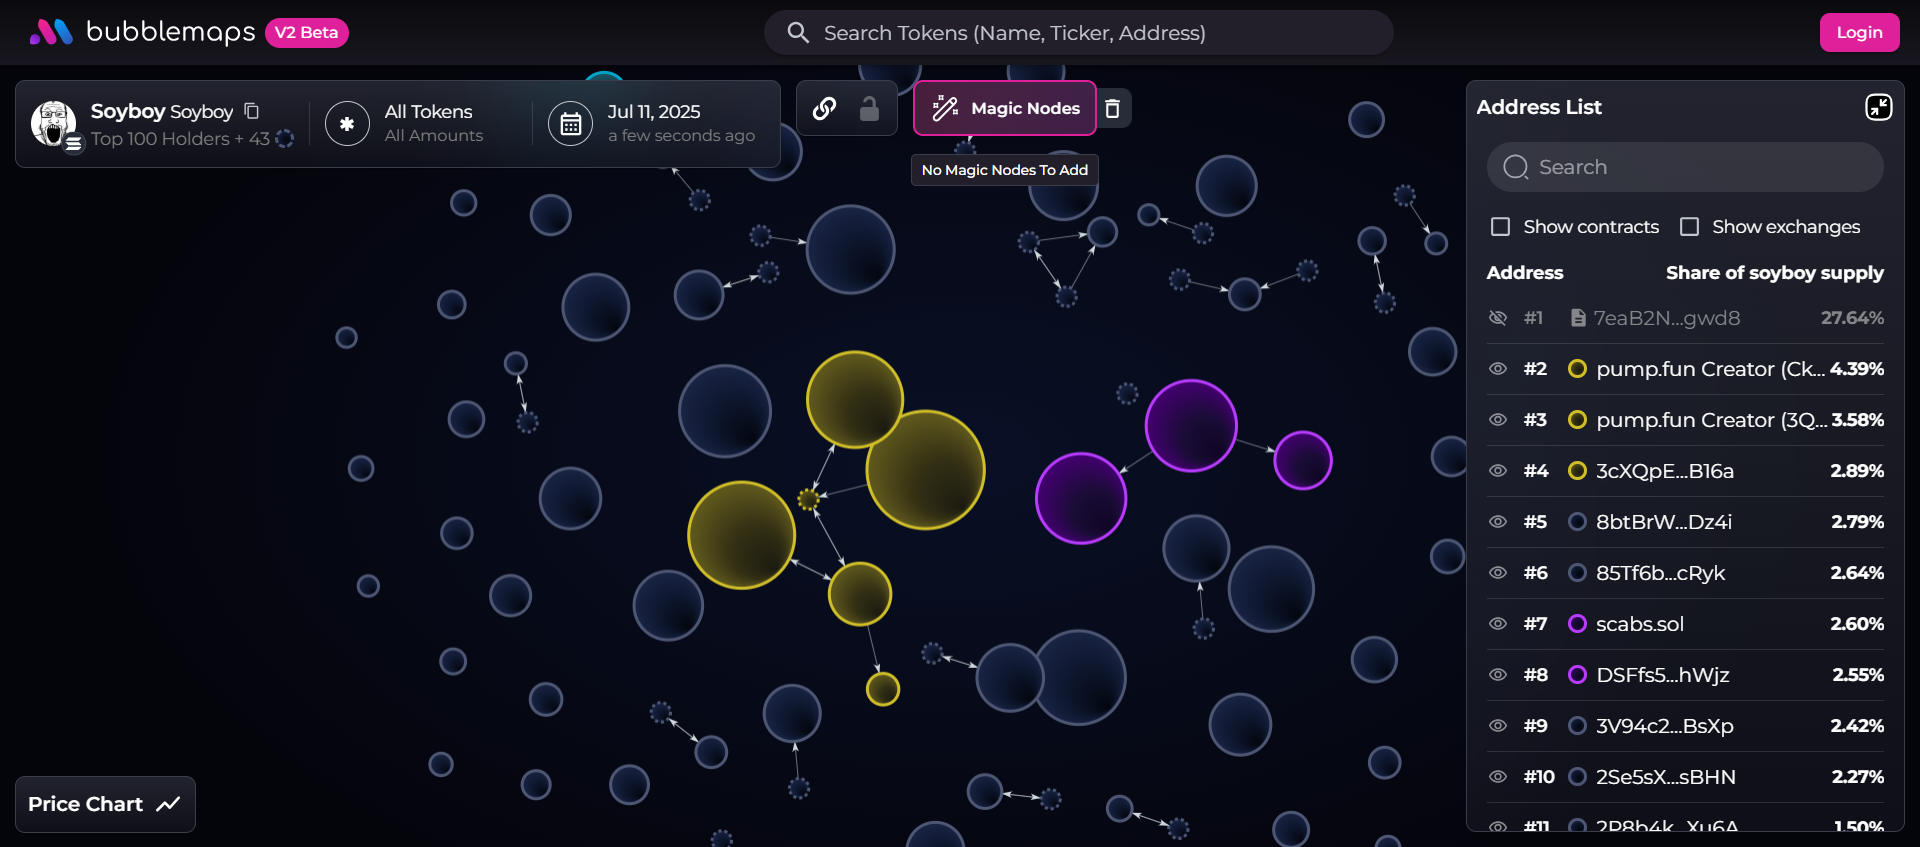 bubblemaps V2 Beta
Search Tokens (Name, Ticker, Address)
Login
Soyboy Soyboy
Top 100 Holders + 43
All Tokens
All Amounts
Jul 11, 2025
a few seconds ago
Magic Nodes
No Magic Nodes To Add
Address List
Search
Show contracts Show exchanges
Address Share of soyboy supply
#1 7eaB2N...gwd8 27.64%
#2 pump.fun Creator (Ck... 4.39%
#3 pump.fun Creator (3Q... 3.58%
#4 3cXQpE...B16a 2.89%
#5 8btBrW...Dz4i 2.79%
#6 85Tf6b...cRyk 2.64%
#7 scabs.sol 2.60%
#8 DSFfs5...hWjz 2.55%
#9 3V94c2...BsXp 2.42%
#10 2Se5sX...sBHN 2.27%
#11 2P8b4k...Xu6A 1.50%
Price Chart